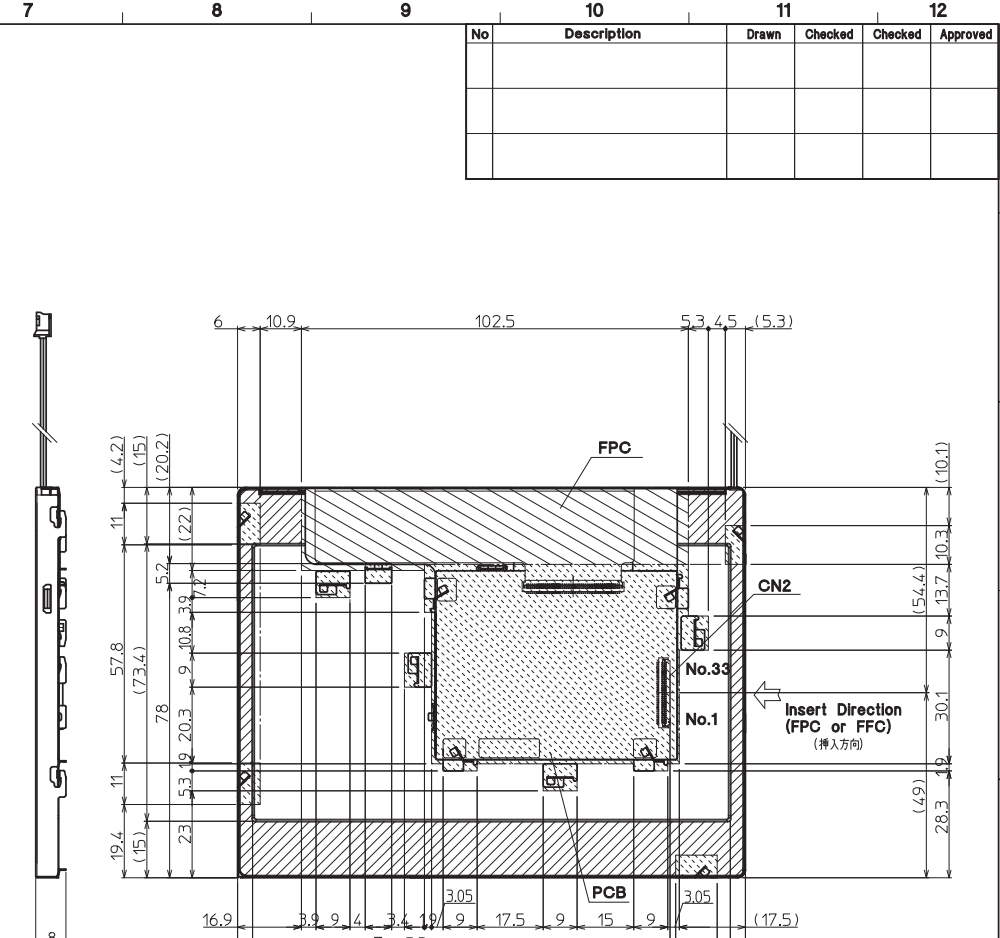 7 8 9 10 11 12
No Description Drawn Checked Checked Approved
6 10.9 102.5 5.3 4.5 (5.3)
(4.2) (15) (20.2) (10.1)
FPC
11 (22) 10.3
5.2 7.2 (54.4) 13.7
CN2
3.9
57.8 (73.4) 10.8 9
9 No.33
78 20.3 30.1
Insert Direction
(FPC or FFC)
(挿入方向)
No.1
11 5.3 1.9 1.9
19.4 (15) 23 (49) 28.3
PCB
3.05 3.05
16.9 3.9 9 4 3.4 1.9 9 17.5 9 15 9 (17.5)